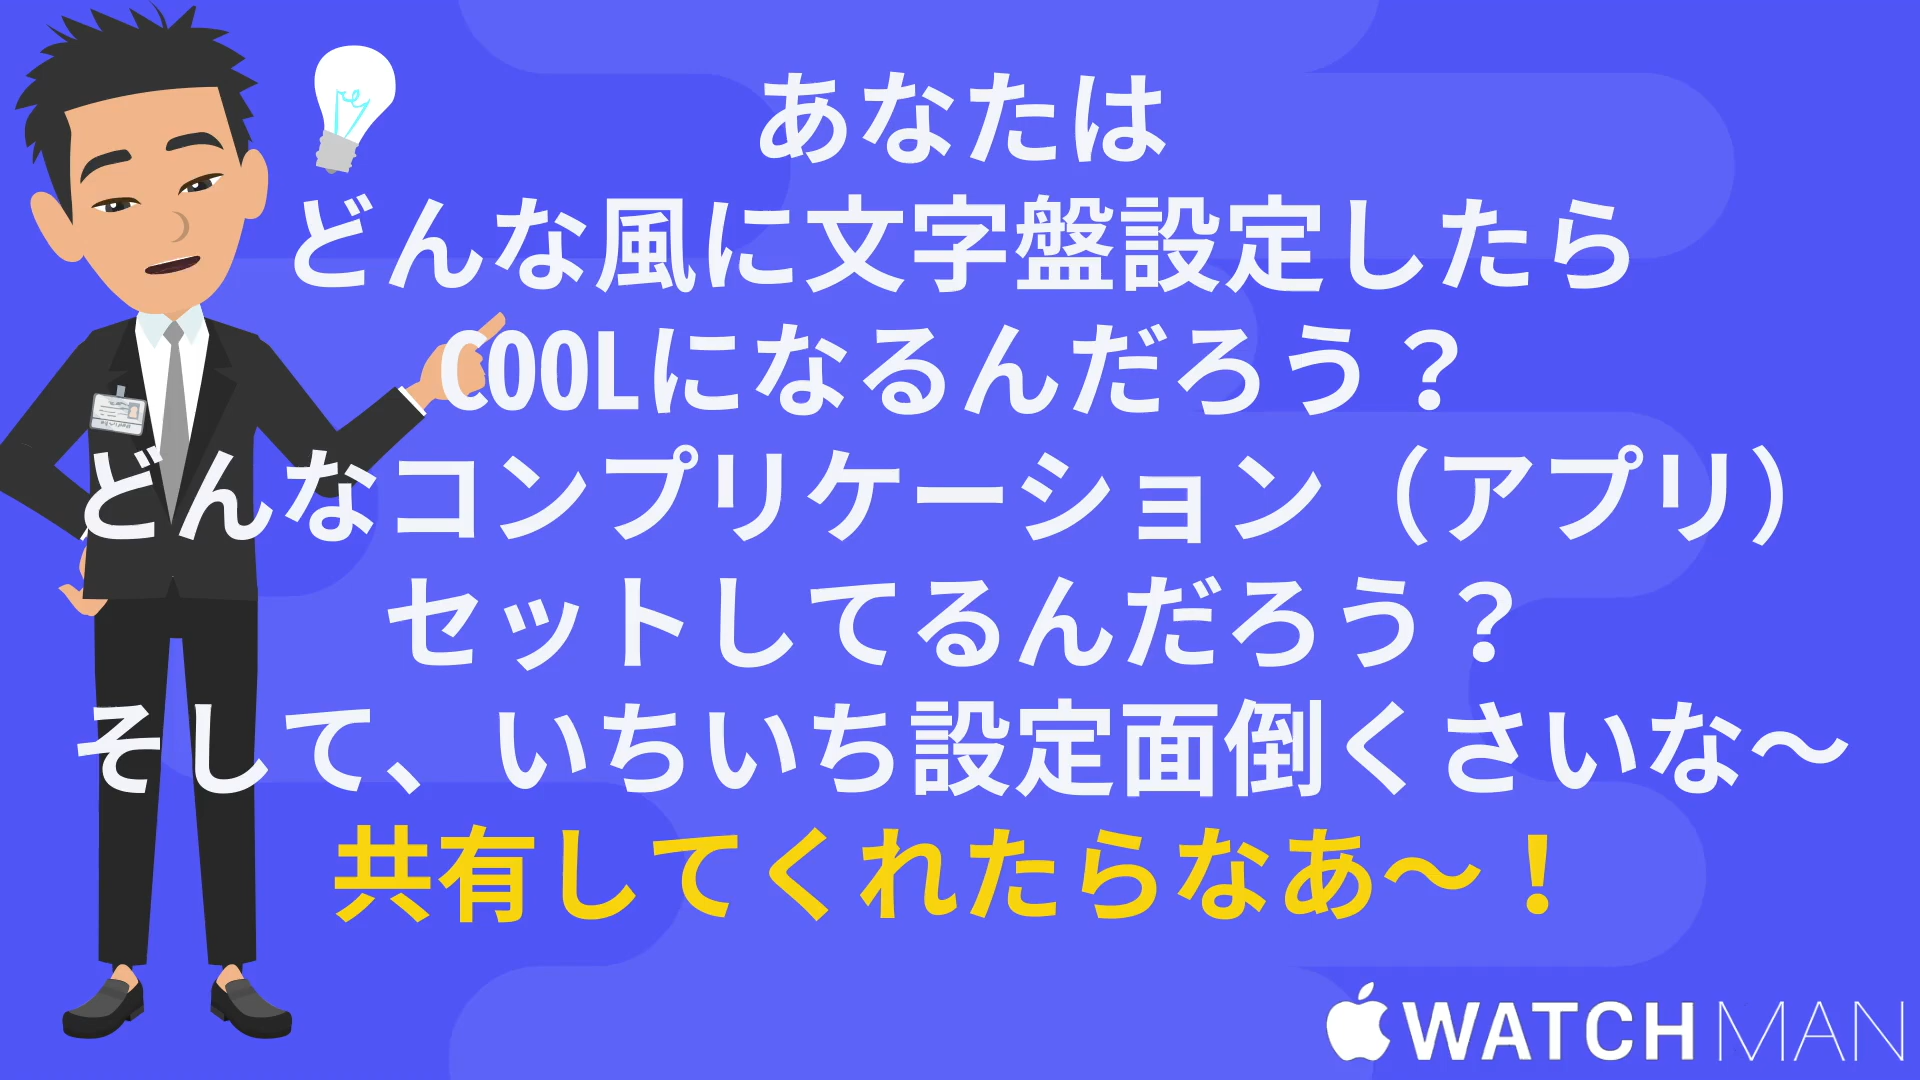 あなたは
どんな風に文字盤設定したら
COOLになるんだろう？
どんなコンプリケーション（アプリ）
セットしてるんだろう？
そして、いちいち設定面倒くさいな〜
共有してくれたらなあ〜！
WATCH MAN